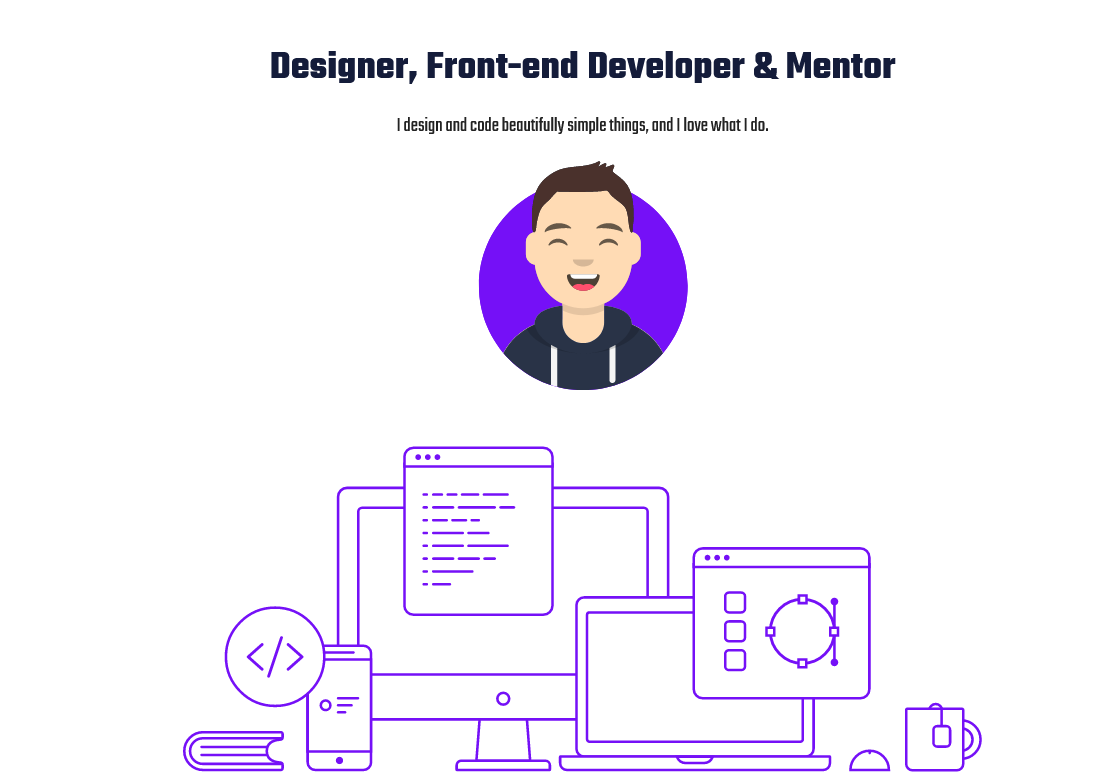 Designer, Front-end Developer & Mentor
I design and code beautifully simple things, and I love what I do.
</>